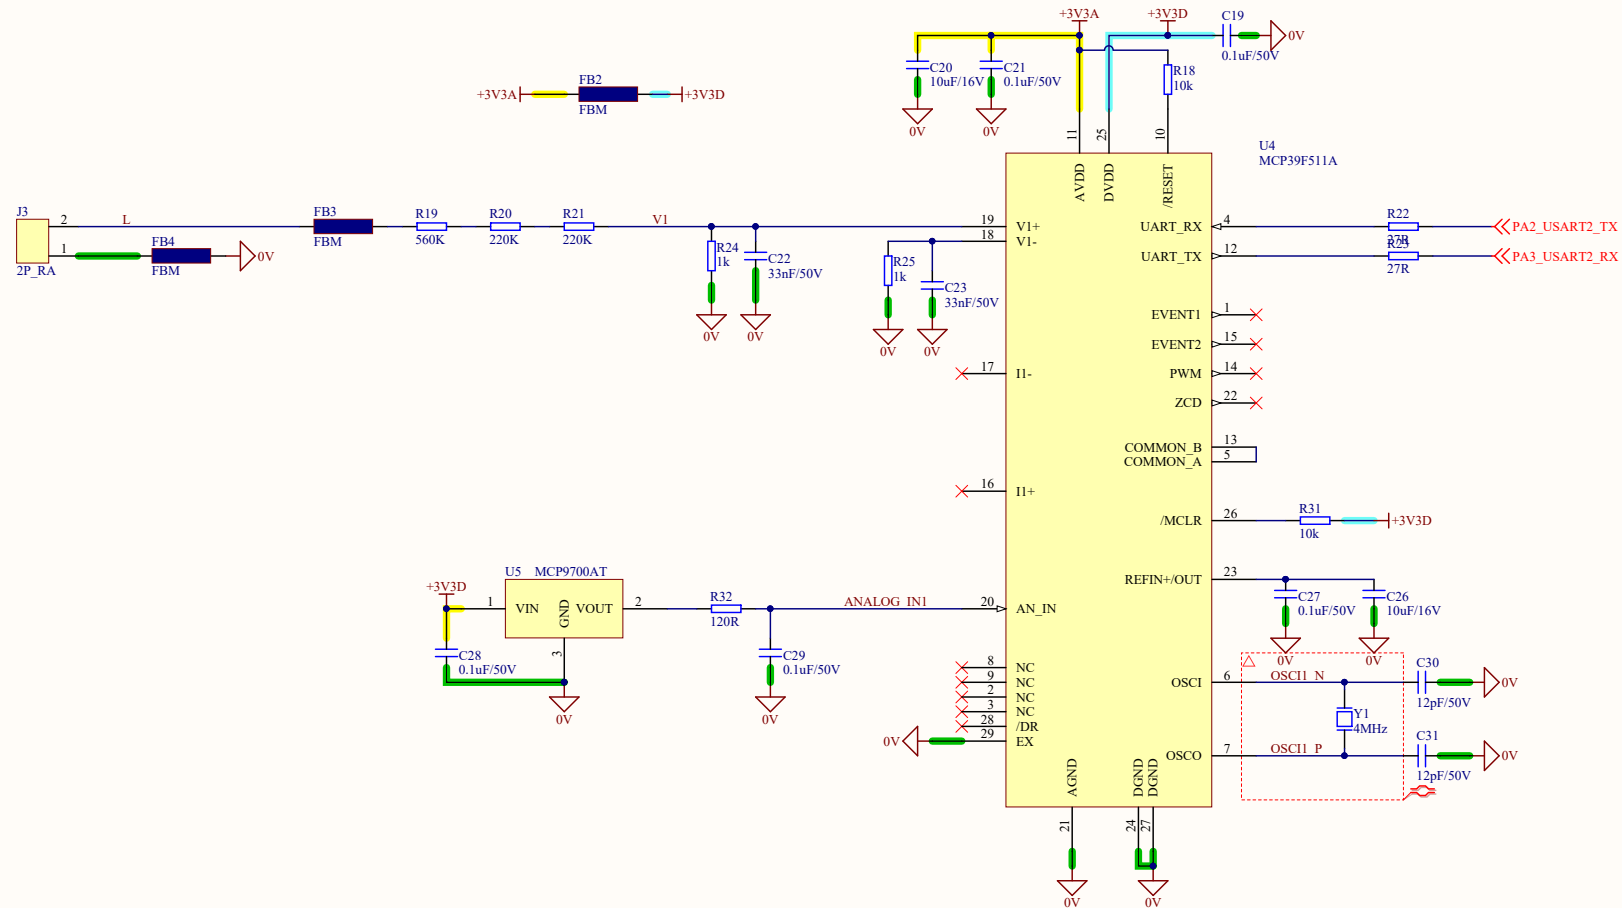 +3V3A
+3V3D
C19
0V
0.1uF/50V
C20
10uF/16V
C21
0.1uF/50V
R18
10k
0V
0V
+3V3A
FB2
FBM
+3V3D
11
25
10
U4
MCP39F511A
AVDD
DVDD
/RESET
J3
2
1
2P_RA
L
FB4
FBM
0V
FB3
FBM
R19
560K
R20
220K
R21
220K
V1
R24
1k
C22
33nF/50V
0V
0V
R25
1k
C23
33nF/50V
0V
0V
19
V1+
18
V1-
17
I1-
16
I1+
UART_RX
4
R22
27R
PA2_USART2_TX
UART_TX
12
R23
27R
PA3_USART2_RX
EVENT1
1
EVENT2
15
PWM
14
ZCD
22
COMMON_B
13
COMMON_A
5
/MCLR
26
R31
10k
+3V3D
REFIN+/OUT
23
C27
0.1uF/50V
C26
10uF/16V
0V
0V
+3V3D
U5
MCP9700AT
1
VIN
GND
VOUT
2
3
C28
0.1uF/50V
0V
R32
120R
C29
0.1uF/50V
0V
ANALOG_IN1
20
AN_IN
8
NC
9
NC
2
NC
3
NC
28
/DR
29
EX
0V
OSCI
6
OSCI1_N
C30
12pF/50V
0V
Y1
4MHz
OSCO
7
OSCI1_P
C31
12pF/50V
0V
AGND
DGND
DGND
21
24
27
0V
0V